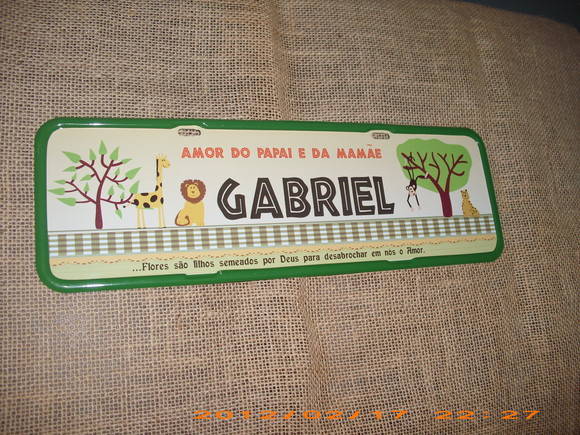 AMOR DO PAPAI E DA MAMÃE
GABRIEL
...Flores são filhos semeados por Deus para desabrochar em nós o Amor.
2012/02/17 22:27